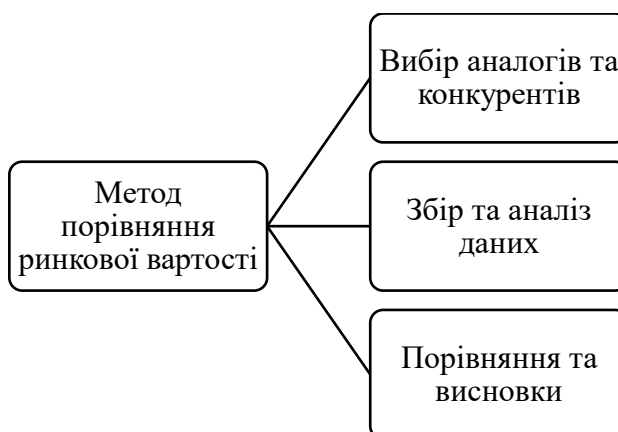 Метод
порівняння
ринкової вартості
Вибір аналогів та
конкурентів
Збір та аналіз
даних
Порівняння та
висновки